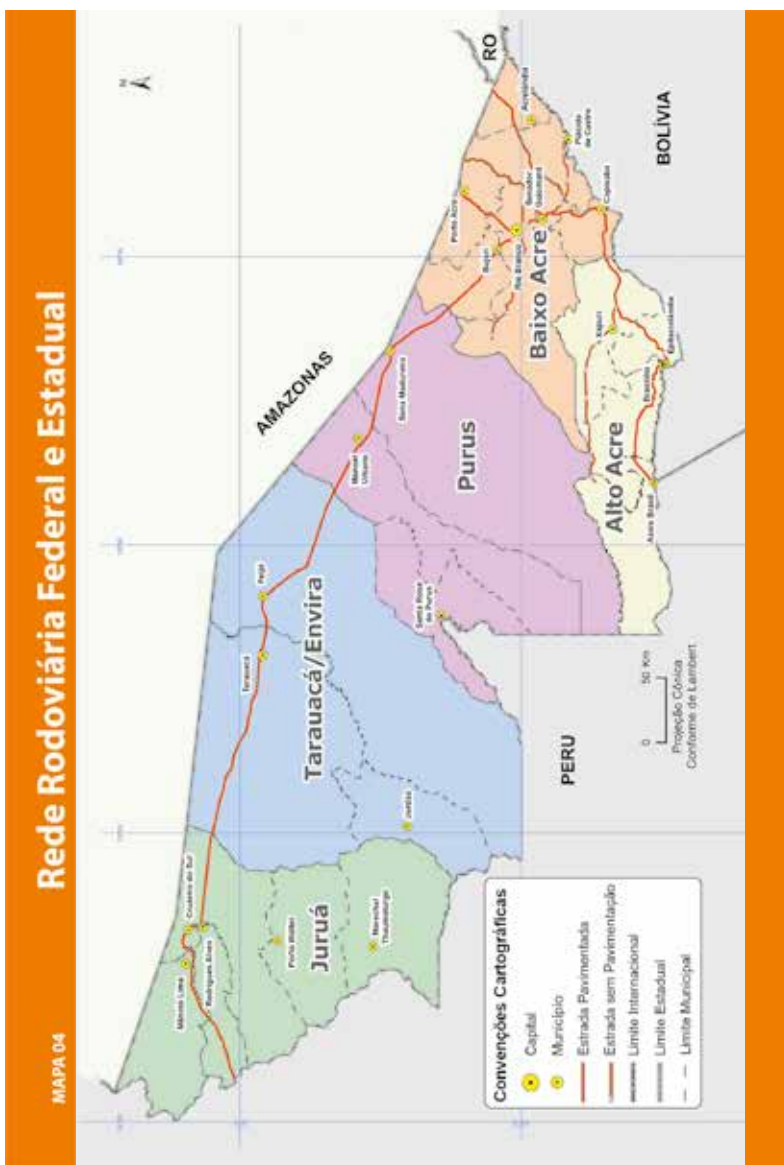 MAPA 04
Rede Rodoviária Federal e Estadual
N
AMAZONAS
RO
BOLÍVIA
PERU
Juruá
Tarauacá/Envira
Purus
Alto Acre
Baixo Acre
Mâncio Lima
Cruzeiro do Sul
Rodrigues Alves
Porto Walter
Marechal
Thaumaturgo
Jordão
Tarauacá
Feijó
Santa Rosa
do Purus
Manoel
Urbano
Sena Madureira
Assis Brasil
Brasiléia
Epitaciolândia
Xapuri
Capixaba
Bujari
Rio Branco
Porto Acre
Senador
Guiomard
Acrelândia
Plácido
de Castro
Convenções Cartográficas
Capital
Município
Estrada Pavimentada
Estrada sem Pavimentação
Limite Internacional
Limite Estadual
Limite Municipal
0 50 Km
Projeção Cônica
Conforme de Lambert